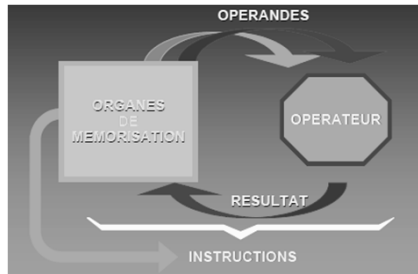 OPERANDES
ORGANES
DE
MEMORISATION
OPERATEUR
RESULTAT
INSTRUCTIONS